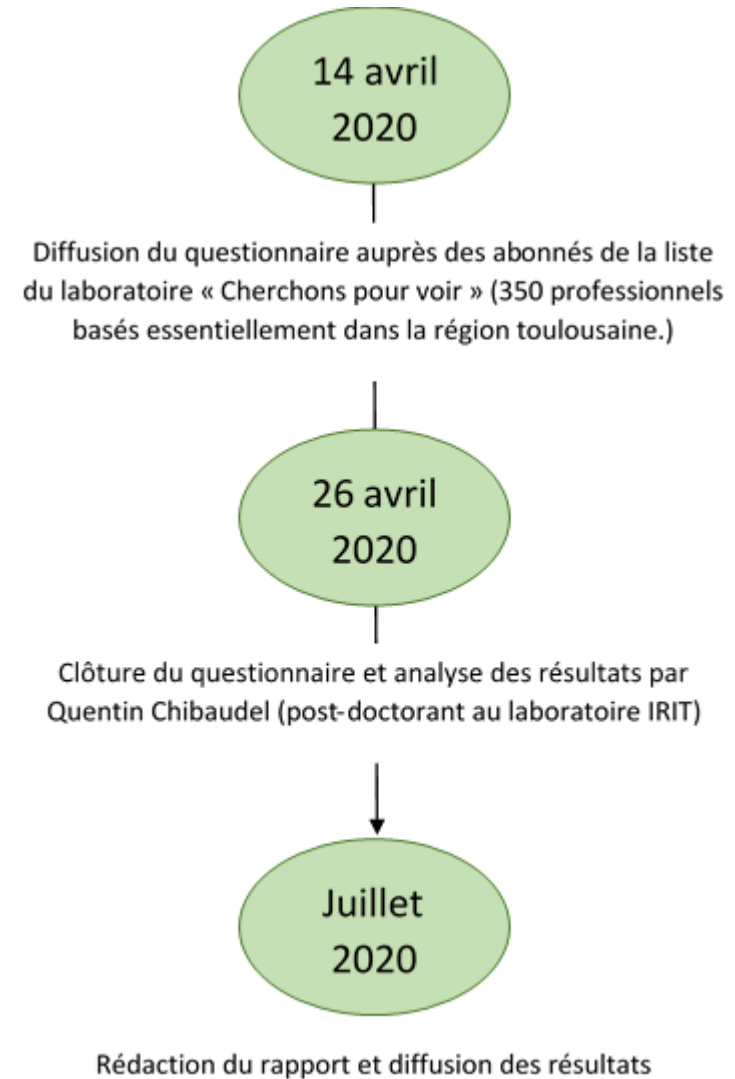 14 avril
2020
Diffusion du questionnaire auprès des abonnés de la liste
du laboratoire « Cherchons pour voir » (350 professionnels
basés essentiellement dans la région toulousaine.)
26 avril
2020
Clôture du questionnaire et analyse des résultats par
Quentin Chibaudel (post-doctorant au laboratoire IRIT)
Juillet
2020
Rédaction du rapport et diffusion des résultats